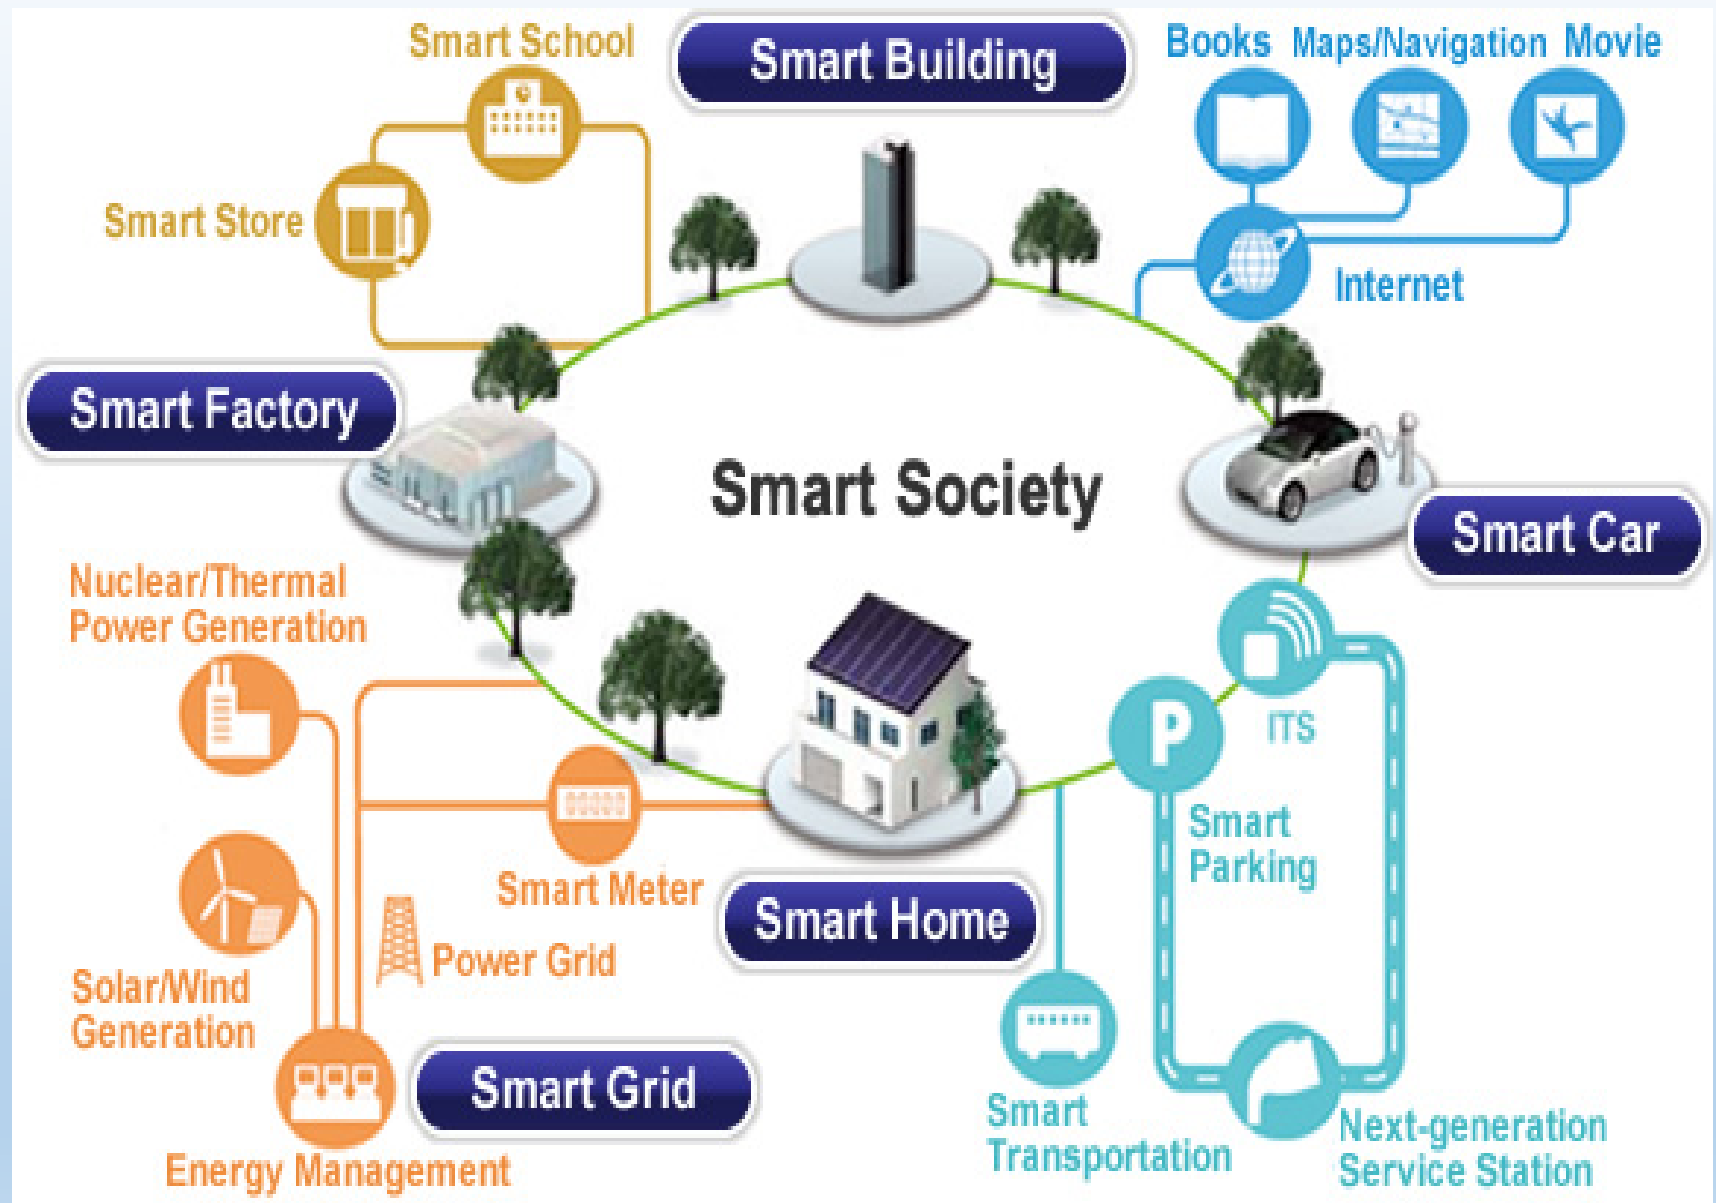 Smart School
Smart Building
Books Maps/Navigation Movie
Smart Store
Internet
Smart Factory
Smart Society
Smart Car
Nuclear/Thermal
Power Generation
ITS
P
Smart
Parking
Smart Meter
Smart Home
Power Grid
Solar/Wind
Generation
Smart Grid
Smart
Transportation
Next-generation
Service Station
Energy Management